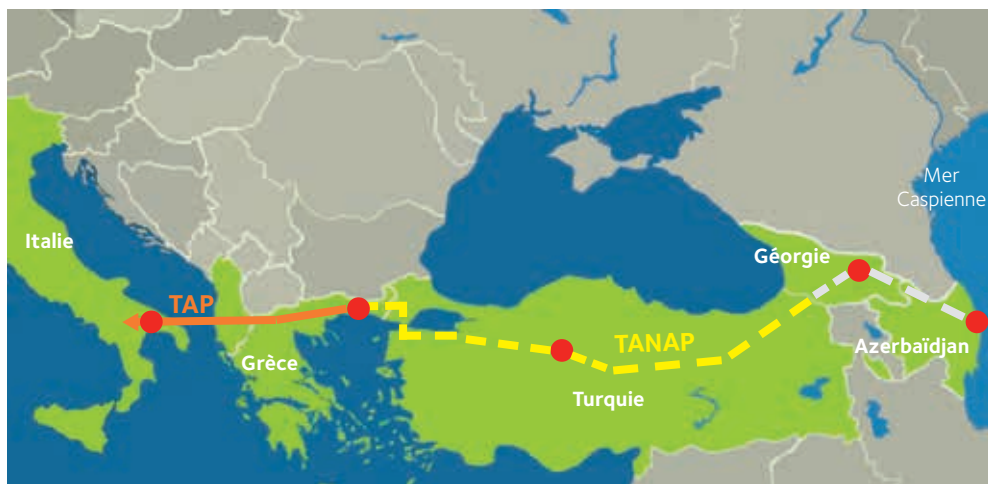 Mer
Caspienne
Italie
Géorgie
TAP
TANAP
Azerbaïdjan
Grèce
Turquie